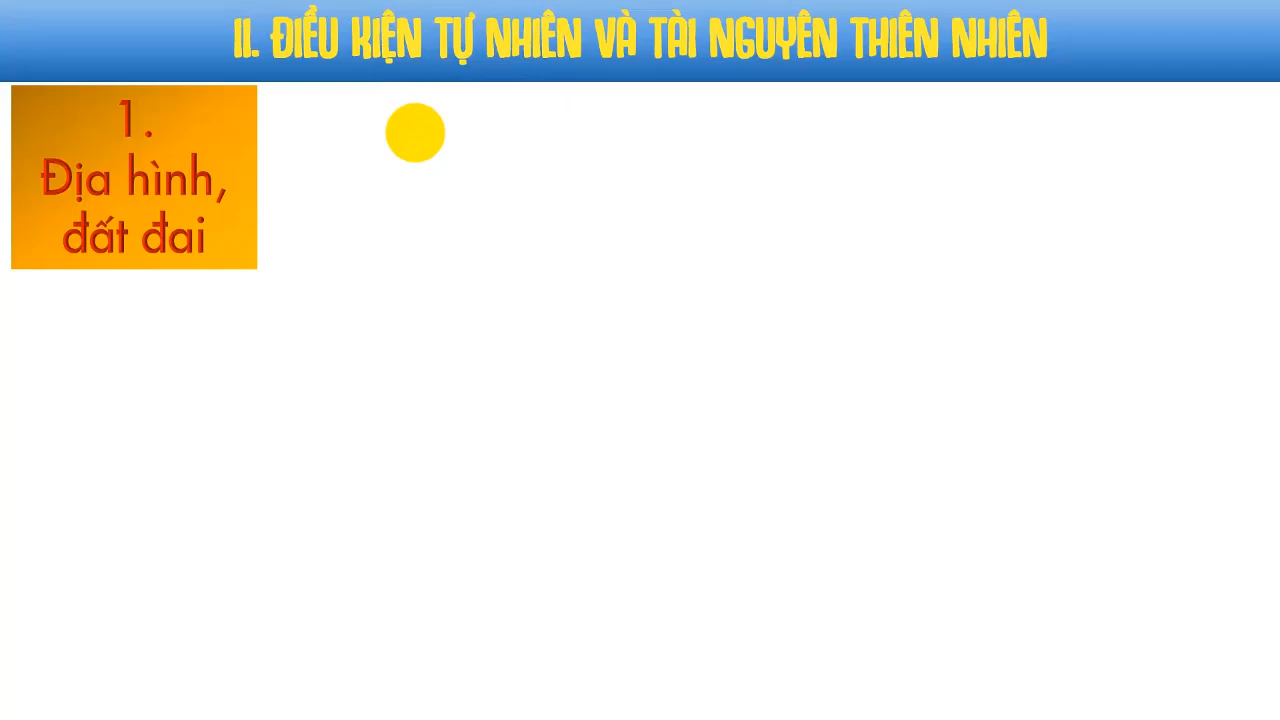 II. ĐIỀU KIỆN TỰ NHIÊN VÀ TÀI NGUYÊN THIÊN NHIÊN
1.
Địa hình,
đất đai